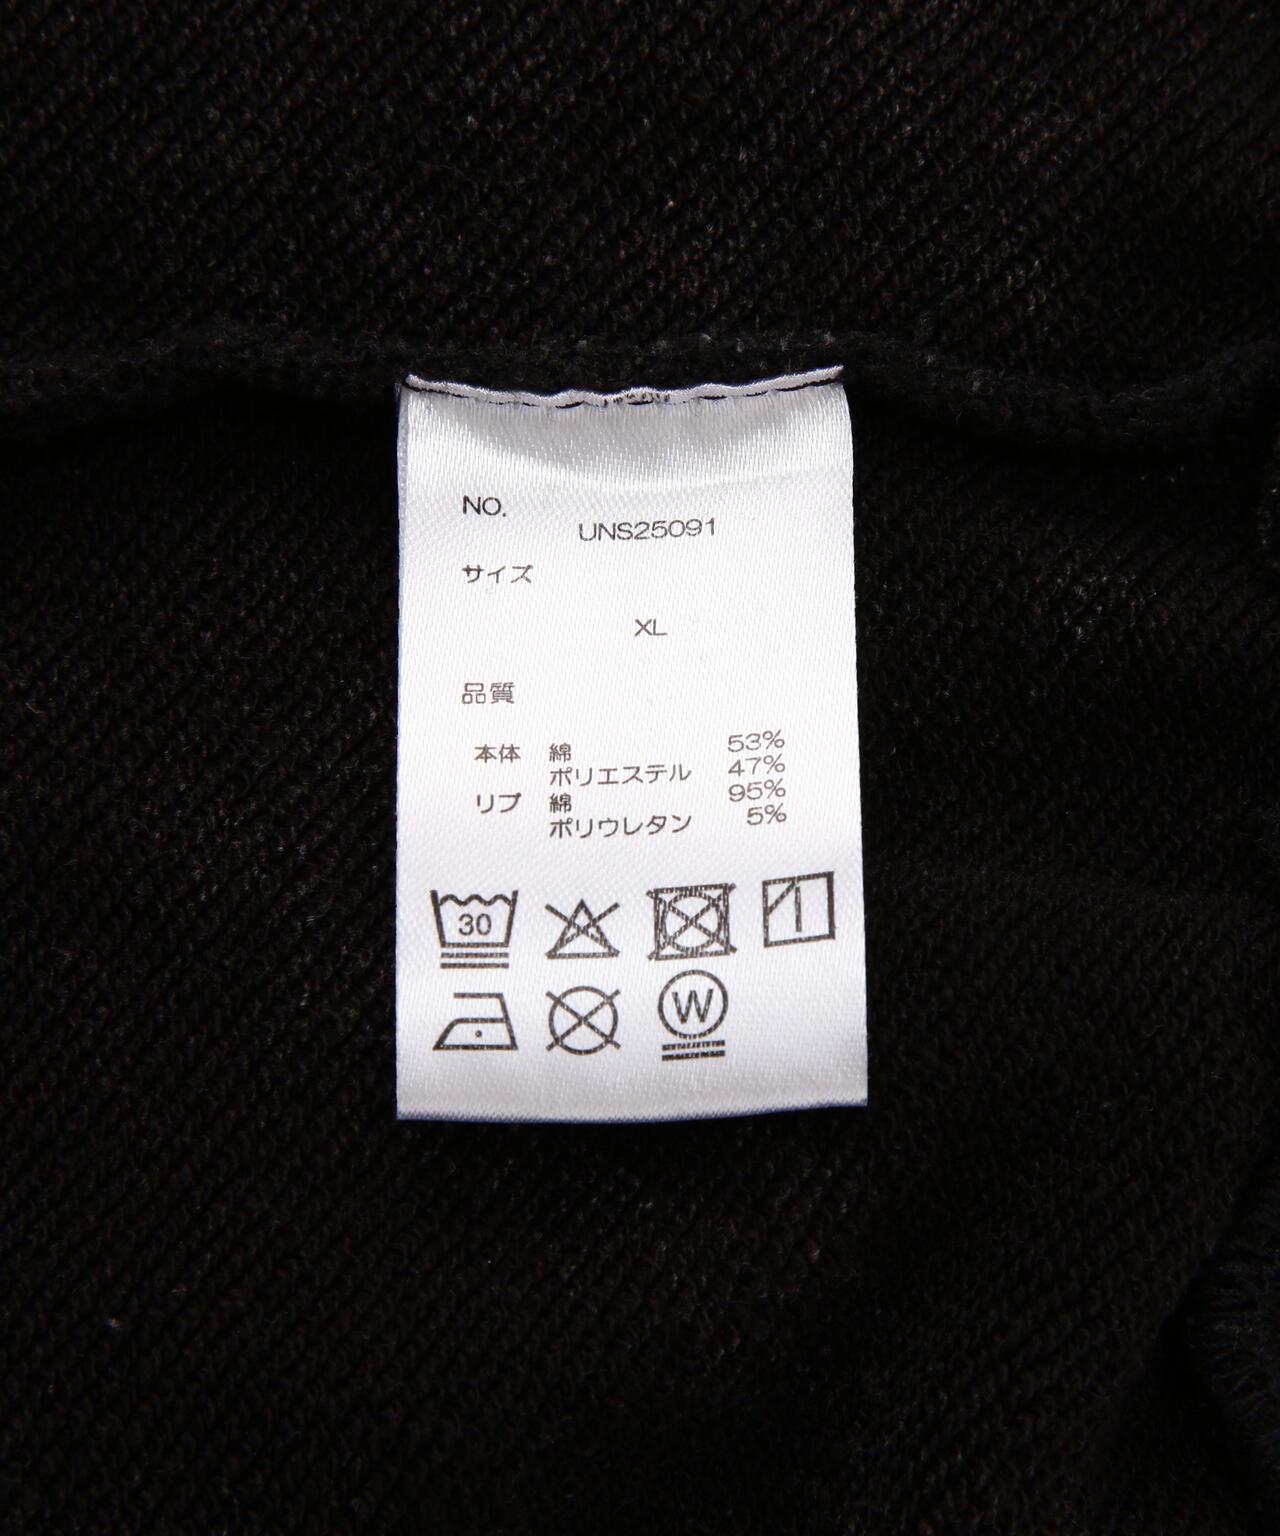 NO.
UNS25091
サイズ
XL
品質
本体 綿 53%
ポリエステル 47%
リブ 綿 95%
ポリウレタン 5%
30
W